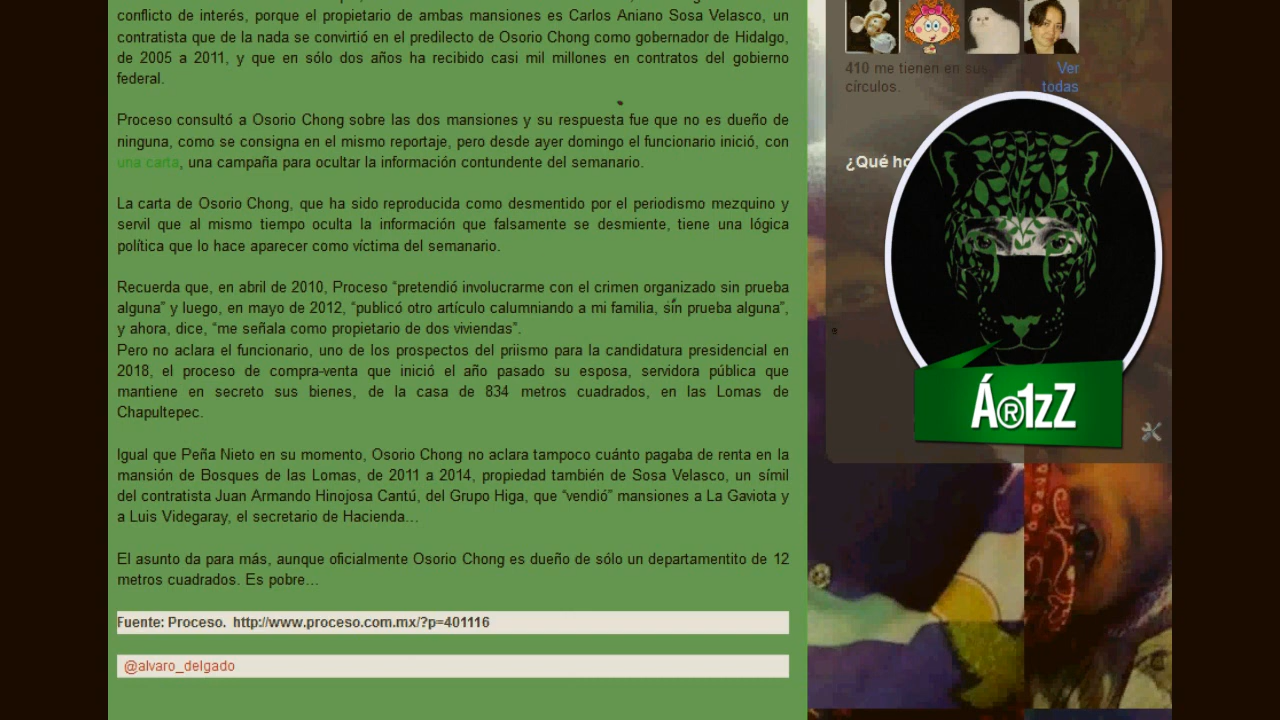 conflicto de interés, porque el propietario de ambas mansiones es Carlos Aniano Sosa Velasco, un
contratista que de la nada se convirtió en el predilecto de Osorio Chong como gobernador de Hidalgo,
de 2005 a 2011, y que en sólo dos años ha recibido casi mil millones en contratos del gobierno
federal.
Proceso consultó a Osorio Chong sobre las dos mansiones y su respuesta fue que no es dueño de
ninguna, como se consigna en el mismo reportaje, pero desde ayer domingo el funcionario inició, con
una carta, una campaña para ocultar la información contundente del semanario.
La carta de Osorio Chong, que ha sido reproducida como desmentido por el periodismo mezquino y
servil que al mismo tiempo oculta la información que falsamente se desmiente, tiene una lógica
política que lo hace aparecer como víctima del semanario.
Recuerda que, en abril de 2010, Proceso “pretendió involucrarme con el crimen organizado sin prueba
alguna” y luego, en mayo de 2012, “publicó otro artículo calumniando a mi familia, sin prueba alguna”,
y ahora, dice, “me señala como propietario de dos viviendas”.
Pero no aclara el funcionario, uno de los prospectos del priismo para la candidatura presidencial en
2018, el proceso de compra-venta que inició el año pasado su esposa, servidora pública que
mantiene en secreto sus bienes, de la casa de 834 metros cuadrados, en las Lomas de
Chapultepec.
Igual que Peña Nieto en su momento, Osorio Chong no aclara tampoco cuánto pagaba de renta en la
mansión de Bosques de las Lomas, de 2011 a 2014, propiedad también de Sosa Velasco, un símil
del contratista Juan Armando Hinojosa Cantú, del Grupo Higa, que “vendió” mansiones a La Gaviota y
a Luis Videgaray, el secretario de Hacienda...
El asunto da para más, aunque oficialmente Osorio Chong es dueño de sólo un departamentito de 12
metros cuadrados. Es pobre...
Fuente: Proceso. http://www.proceso.com.mx/?p=401116
@alvaro_delgado
410 me tienen en sus Ver
círculos. todas
¿Qué
Á®1zZ